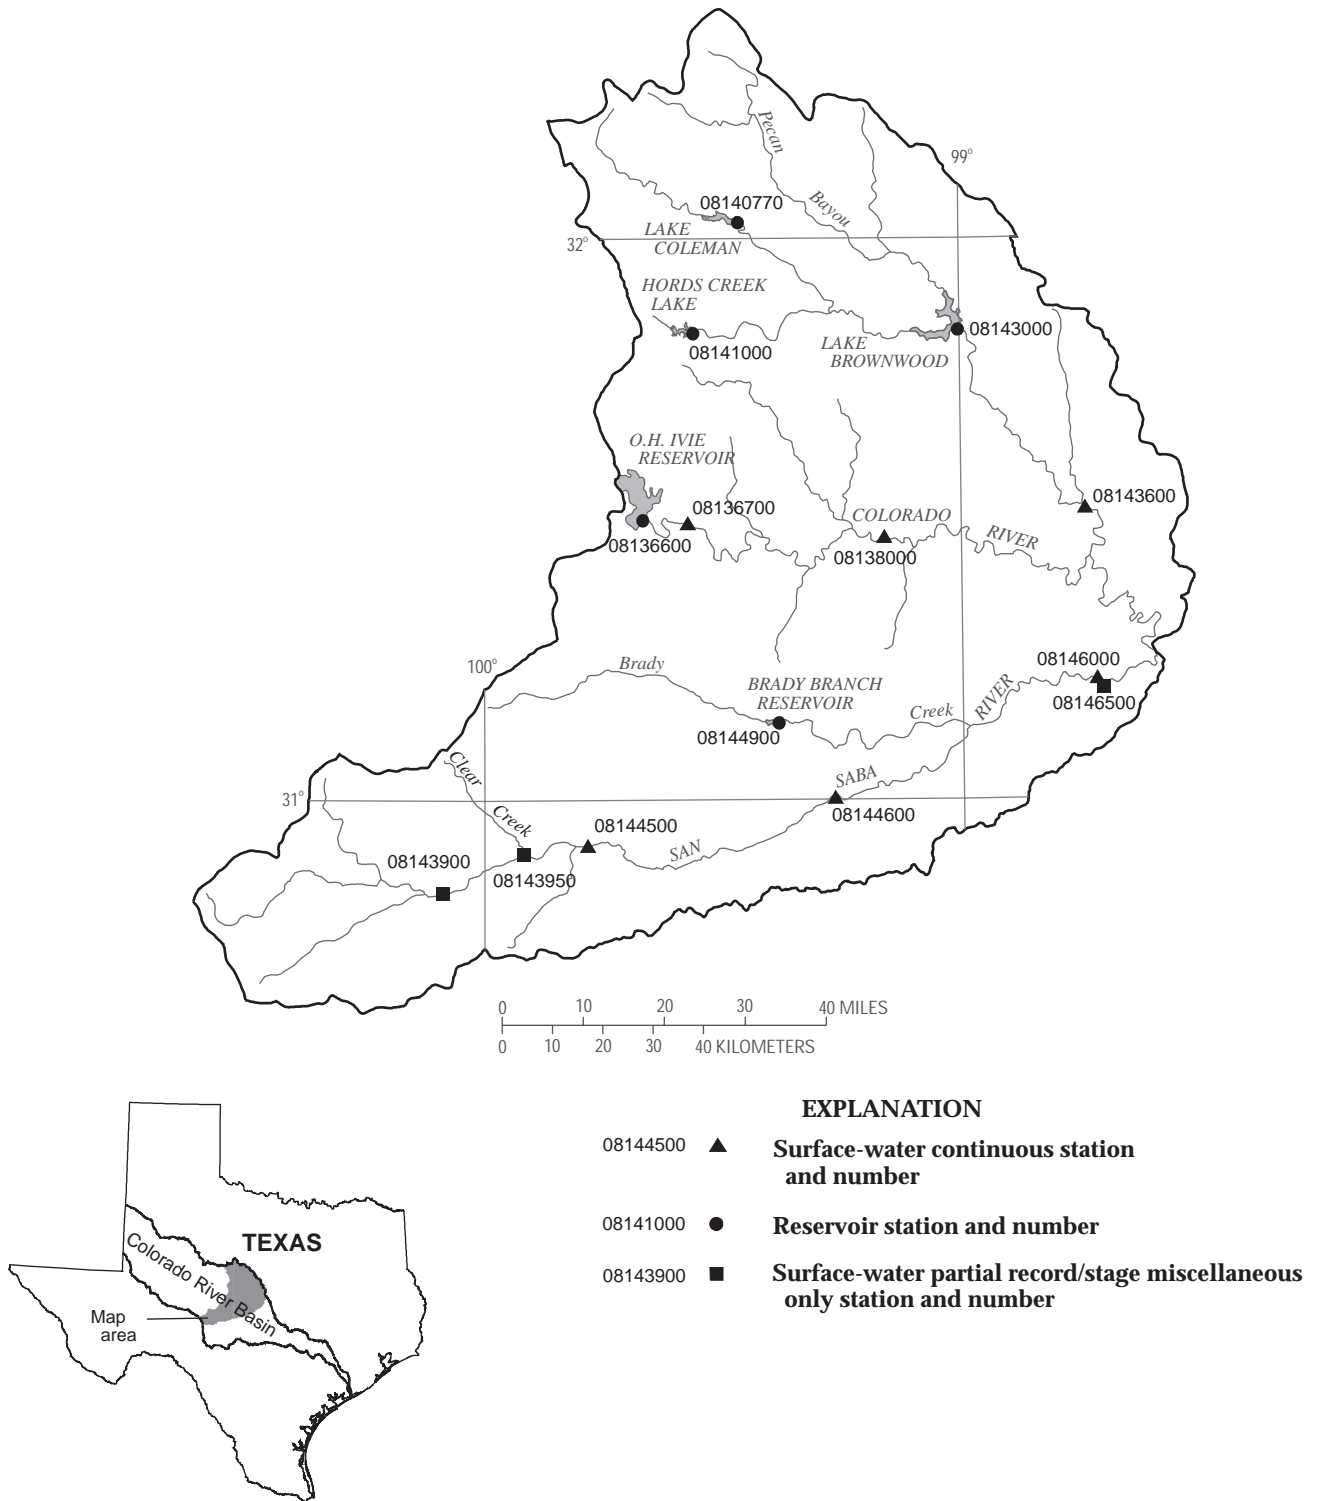 Pecan
99°
08140770
Bayou
LAKE
COLEMAN
32°
HORDS CREEK
LAKE
08143000
LAKE
BROWNWOOD
08141000
O.H. IVIE
RESERVOIR
08143600
08136700
COLORADO
RIVER
08136600
08138000
100°
Brady
08146000
BRADY BRANCH
RESERVOIR
RIVER
08146500
Creek
08144900
Clear
SABA
31°
08144600
Creek
08144500
SAN
08143900
08143950
0 10 20 30 40 MILES
0 10 20 30 40 KILOMETERS
EXPLANATION
08144500 Surface-water continuous station
and number
08141000 Reservoir station and number
08143900 Surface-water partial record/stage miscellaneous
only station and number
TEXAS
Colorado River Basin
Map
area